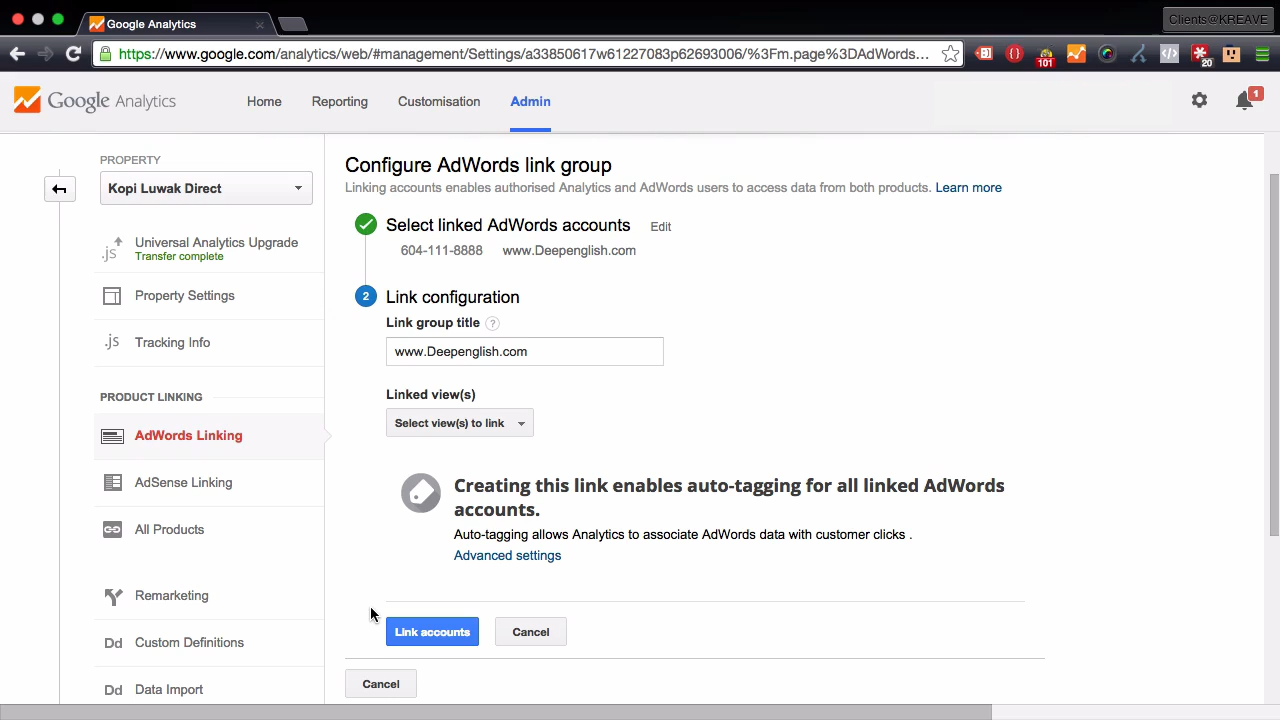 Google Analytics
Clients@KREAVE
https://www.google.com/analytics/web/#management/Settings/a33850617w61227083p62693006/%3Fm.page%3DAdWords...
101
20
Google Analytics
Home
Reporting
Customisation
Admin
1
PROPERTY
Kopi Luwak Direct
.js
Universal Analytics Upgrade
Transfer complete
Property Settings
.js
Tracking Info
PRODUCT LINKING
AdWords Linking
AdSense Linking
All Products
Remarketing
Dd
Custom Definitions
Dd
Data Import
Configure AdWords link group
Linking accounts enables authorised Analytics and AdWords users to access data from both products. Learn more
Select linked AdWords accounts
Edit
604-111-8888
www.Deepenglish.com
2
Link configuration
Link group title ?
www.Deepenglish.com
Linked view(s)
Select view(s) to link
Creating this link enables auto-tagging for all linked AdWords
accounts.
Auto-tagging allows Analytics to associate AdWords data with customer clicks .
Advanced settings
Link accounts
Cancel
Cancel